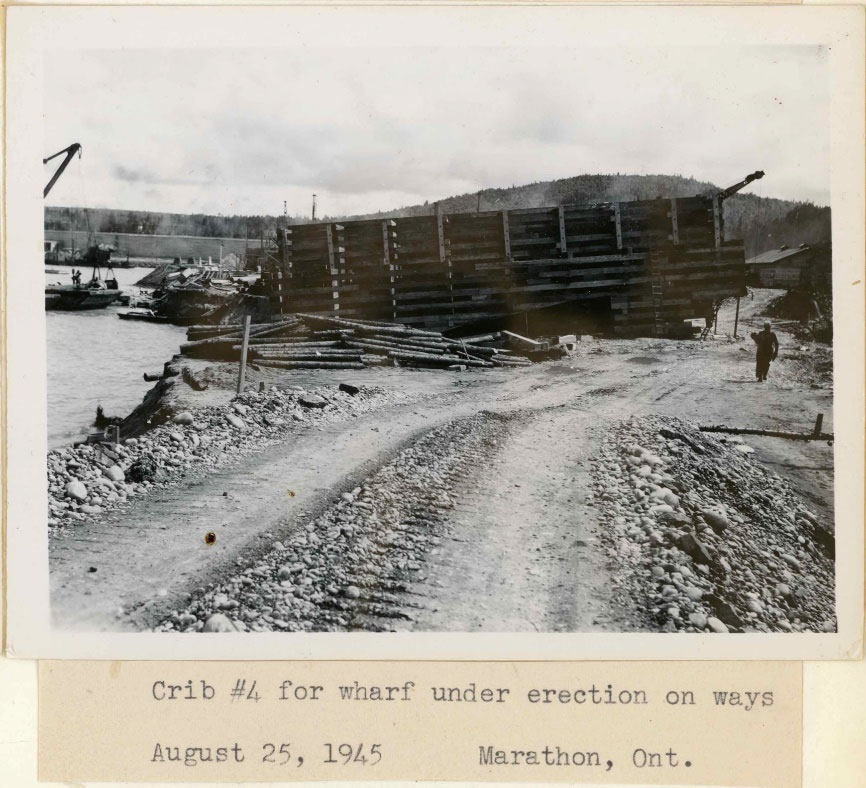 Crib #4 for wharf under erection on ways
August 25, 1945 Marathon, Ont.